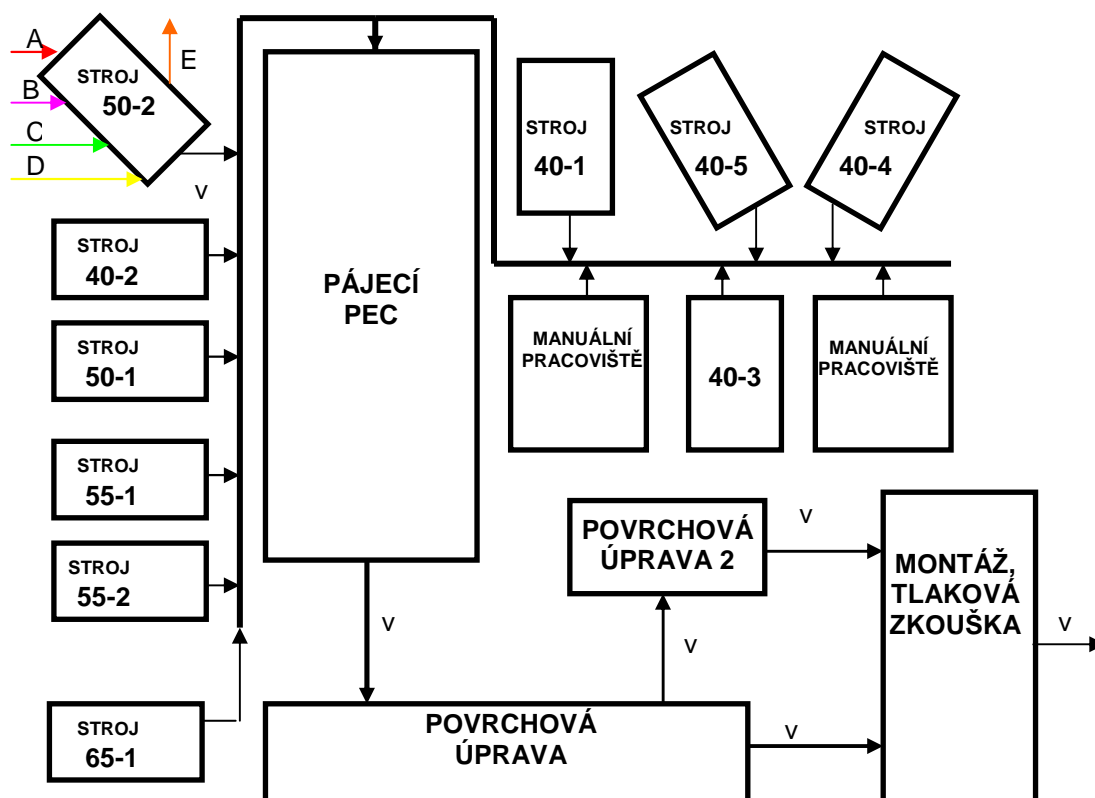 A
B
C
D
E
STROJ
50-2
v
STROJ
40-2
STROJ
50-1
STROJ
55-1
STROJ
55-2
STROJ
65-1
PÁJECÍ
PEC
v
STROJ
40-1
STROJ
40-5
STROJ
40-4
MANUÁLNÍ
PRACOVIŠTĚ
40-3
MANUÁLNÍ
PRACOVIŠTĚ
POVRCHOVÁ
ÚPRAVA 2
v
v
POVRCHOVÁ
ÚPRAVA
v
MONTÁŽ,
TLAKOVÁ
ZKOUŠKA
v